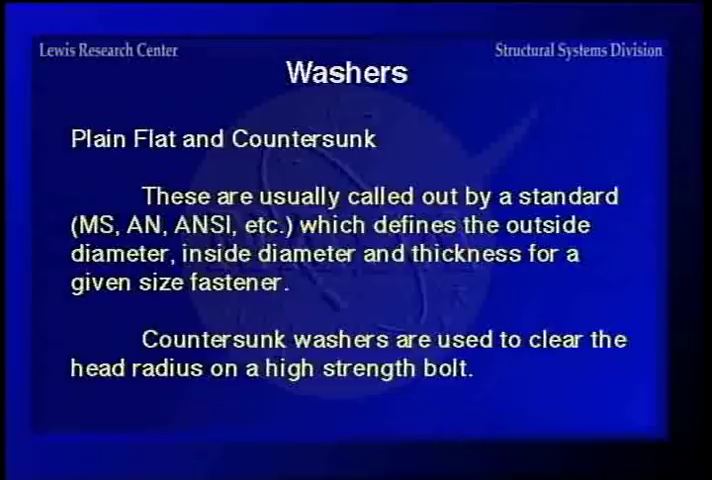 Lewis Research Center
Structural Systems Division
Washers
Plain Flat and Countersunk
These are usually called out by a standard
(MS, AN, ANSI, etc.) which defines the outside
diameter, inside diameter and thickness for a
given size fastener.
Countersunk washers are used to clear the
head radius on a high strength bolt.